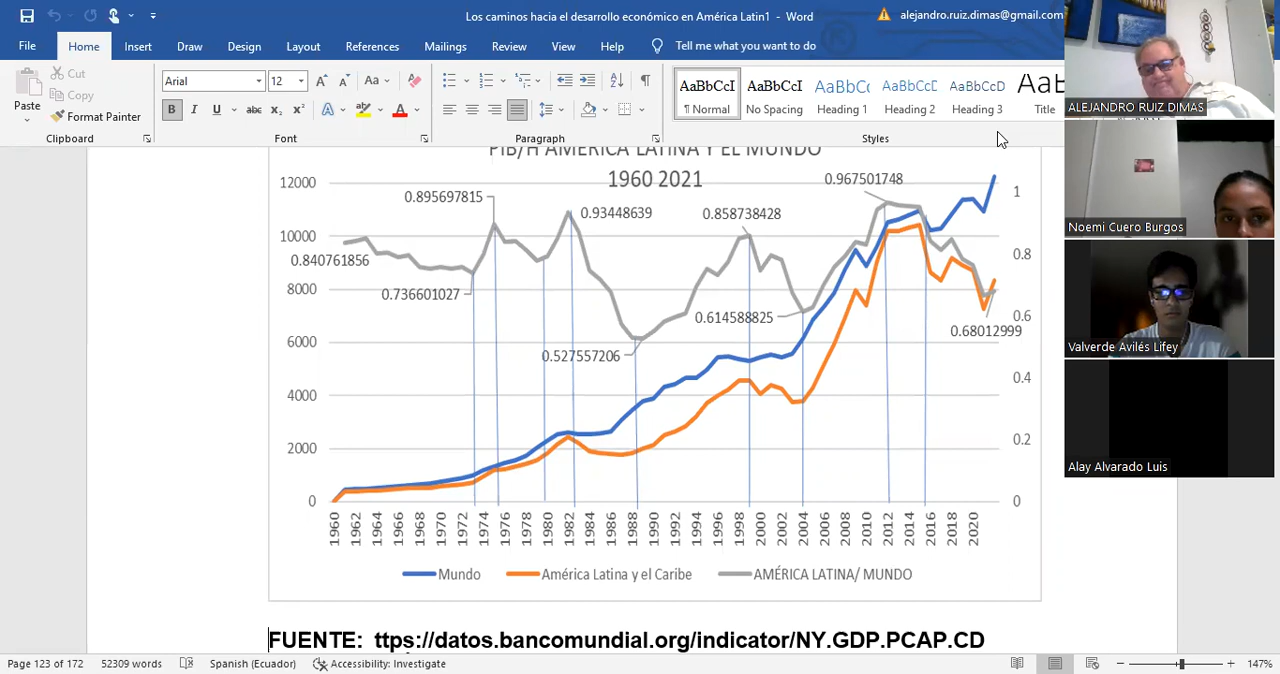 Los caminos hacia el desarrollo económico en América Latin1 - Word
alejandro.ruiz.dimas@gmail.com
File Home Insert Draw Design Layout References Mailings Review View Help Tell me what you want to do
Paste
Cut
Copy
Format Painter
Clipboard
Arial 12
Font
Paragraph
AaBbCcI ¶ Normal
AaBbCcI No Spacing
AaBbCc Heading 1
AaBbCcD Heading 2
AaBbCcD Heading 3
AaB Title
Styles
ALEJANDRO RUIZ DIMAS
Noemi Cuero Burgos
Valverde Avilés Lifey
Alay Alvarado Luis
PIB/H AMÉRICA LATINA Y EL MUNDO
1960 2021
12000
10000
8000
6000
4000
2000
0
0.840761856
0.736601027
0.895697815
0.93448639
0.527557206
0.858738428
0.614588825
0.967501748
0.68012999
1
0.8
0.6
0.4
0.2
0
1960 1962 1964 1966 1968 1970 1972 1974 1976 1978 1980 1982 1984 1986 1988 1990 1992 1994 1996 1998 2000 2002 2004 2006 2008 2010 2012 2014 2016 2018 2020
Mundo América Latina y el Caribe AMÉRICA LATINA/ MUNDO
FUENTE: ttps://datos.bancomundial.org/indicator/NY.GDP.PCAP.CD
Page 123 of 172 52309 words Spanish (Ecuador) Accessibility: Investigate 147%